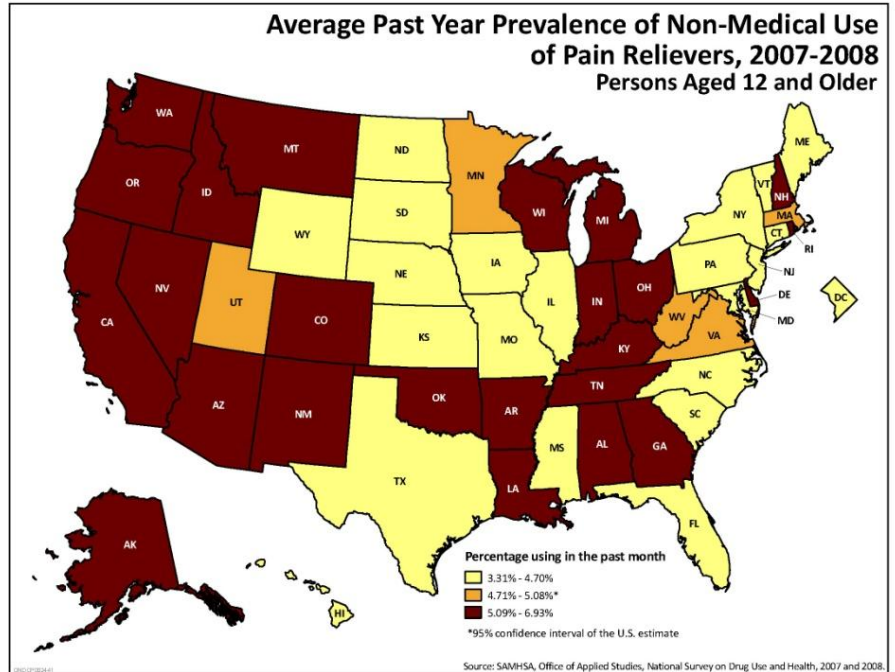 Average Past Year Prevalence of Non-Medical Use
of Pain Relievers, 2007-2008
Persons Aged 12 and Older
WA
MT
ND
MN
ME
OR
ID
WI
MI
VT
NH
SD
NY
MA
WY
CT
RI
IA
PA
NE
NJ
NV
OH
IL
IN
DE
DC
UT
WV
MD
CA
CO
VA
KS
MO
KY
NC
TN
OK
AZ
NM
AR
SC
MS
AL
GA
TX
LA
FL
AK
HI
Percentage using in the past month
3.31% - 4.70%
4.71% - 5.08%*
5.09% - 6.93%
*95% confidence interval of the U.S. estimate
Source: SAMHSA, Office of Applied Studies, National Survey on Drug Use and Health, 2007 and 2008.